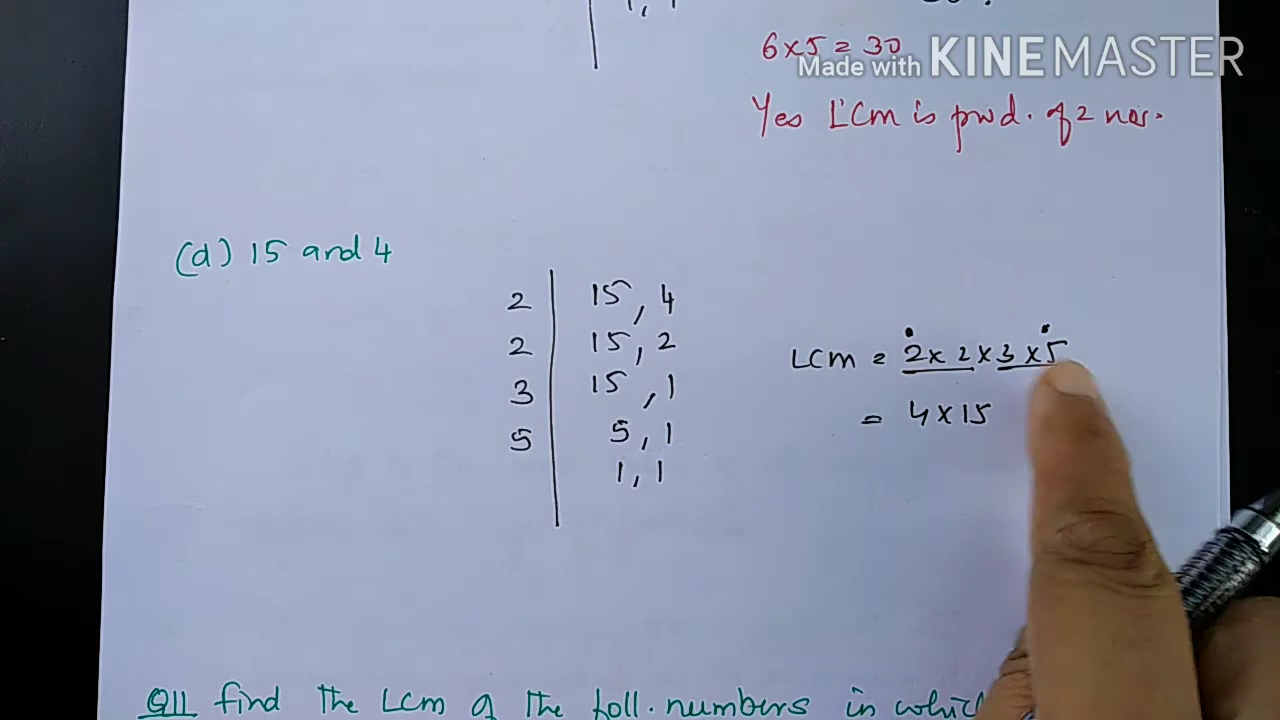 6x5 = 30
Made with KINEMASTER
Yes LCm is prod. of 2 nos.
(d) 15 and 4
2 | 15, 4
2 | 15, 2
3 | 15, 1
5 | 5, 1
1, 1
LCm = 2 x 2 x 3 x 5
= 4 x 15
Q11 find the LCm of the foll. numbers in which